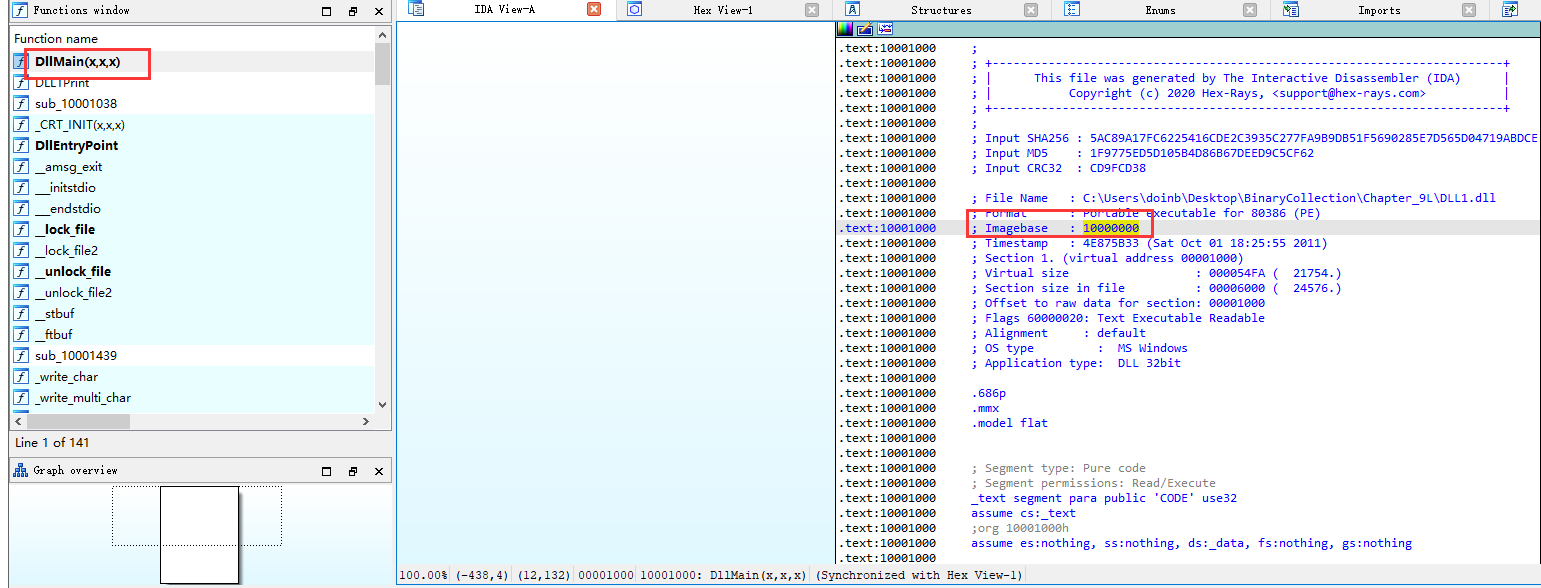 Functions window
Function name
DllMain(x,x,x)
DLL1Print
sub_10001038
_CRT_INIT(x,x,x)
DllEntryPoint
__amsg_exit
__initstdio
__endstdio
__lock_file
__lock_file2
__unlock_file
__unlock_file2
__stbuf
__ftbuf
sub_10001439
_write_char
_write_multi_char
Line 1 of 141
Graph overview
IDA View-A
Hex View-1
Structures
Enums
Imports
.text:10001000 ;
.text:10001000 ; +-------------------------------------------------------------------------+
.text:10001000 ; | This file was generated by The Interactive Disassembler (IDA) |
.text:10001000 ; | Copyright (c) 2020 Hex-Rays, <support@hex-rays.com> |
.text:10001000 ; +-------------------------------------------------------------------------+
.text:10001000 ;
.text:10001000 ; Input SHA256 : 5AC89A17FC6225416CDE2C3935C277FA9B9DB51F5690285E7D565D04719ABDCE
.text:10001000 ; Input MD5 : 1F9775ED5D105B4D86B67DEED9C5CF62
.text:10001000 ; Input CRC32 : CD9FCD38
.text:10001000
.text:10001000 ; File Name : C:\Users\doinb\Desktop\BinaryCollection\Chapter_9L\DLL1.dll
.text:10001000 ; Format : Portable executable for 80386 (PE)
.text:10001000 ; Imagebase : 10000000
.text:10001000 ; Timestamp : 4E875B33 (Sat Oct 01 18:25:55 2011)
.text:10001000 ; Section 1. (virtual address 00001000)
.text:10001000 ; Virtual size : 000054FA ( 21754.)
.text:10001000 ; Section size in file : 00006000 ( 24576.)
.text:10001000 ; Offset to raw data for section: 00001000
.text:10001000 ; Flags 60000020: Text Executable Readable
.text:10001000 ; Alignment : default
.text:10001000 ; OS type : MS Windows
.text:10001000 ; Application type: DLL 32bit
.text:10001000
.text:10001000 .686p
.text:10001000 .mmx
.text:10001000 .model flat
.text:10001000
.text:10001000
.text:10001000 ; Segment type: Pure code
.text:10001000 ; Segment permissions: Read/Execute
.text:10001000 _text segment para public 'CODE' use32
.text:10001000 assume cs:_text
.text:10001000 ;org 10001000h
.text:10001000 assume es:nothing, ss:nothing, ds:_data, fs:nothing, gs:nothing
.text:10001000
100.00% (-438,4) (12,132) 00001000 10001000: DllMain(x,x,x) (Synchronized with Hex View-1)